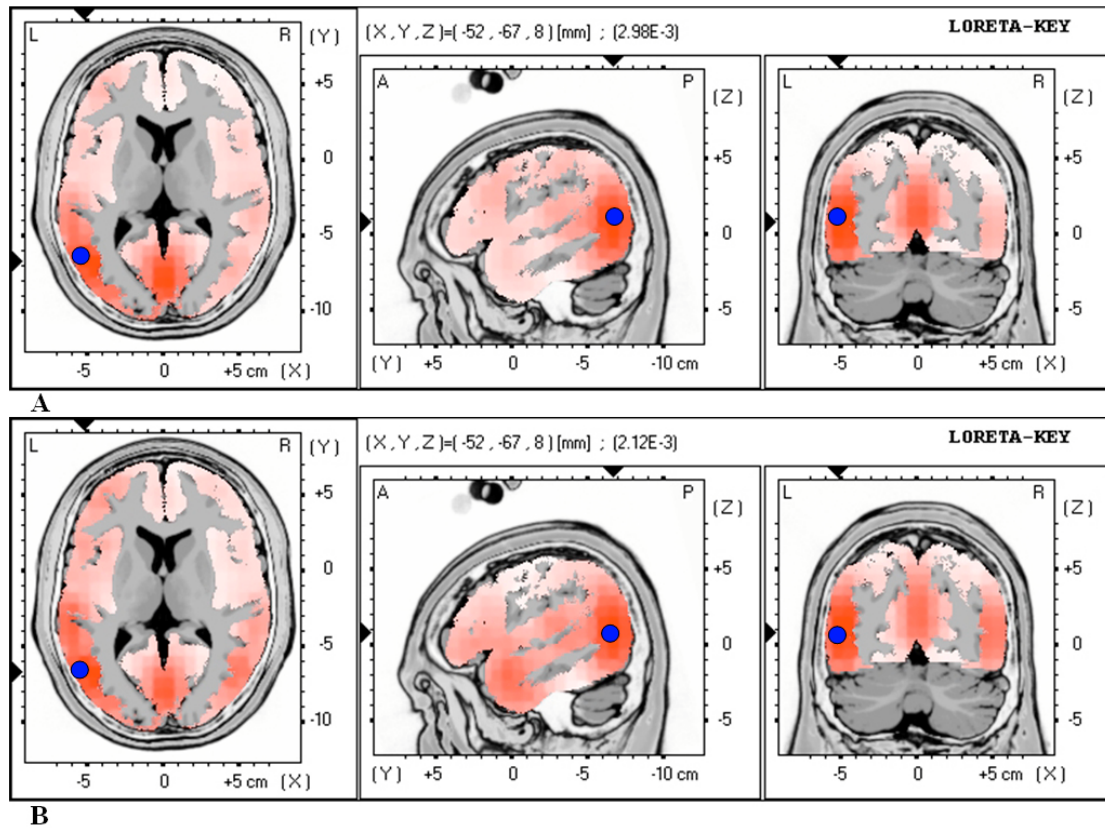 (X, Y, Z)=(-52, -67, 8) [mm] ; (2.98E-3)
LORETA-KEY
L R (Y)
+5
0
-5
-10
-5 0 +5 cm (X)
A P (Z)
+5
0
-5
(Y) +5 0 -5 -10 cm
L R (Z)
+5
0
-5
-5 0 +5 cm (X)
A
(X, Y, Z)=(-52, -67, 8) [mm] ; (2.12E-3)
LORETA-KEY
L R (Y)
+5
0
-5
-10
-5 0 +5 cm (X)
A P (Z)
+5
0
-5
(Y) +5 0 -5 -10 cm
L R (Z)
+5
0
-5
-5 0 +5 cm (X)
B